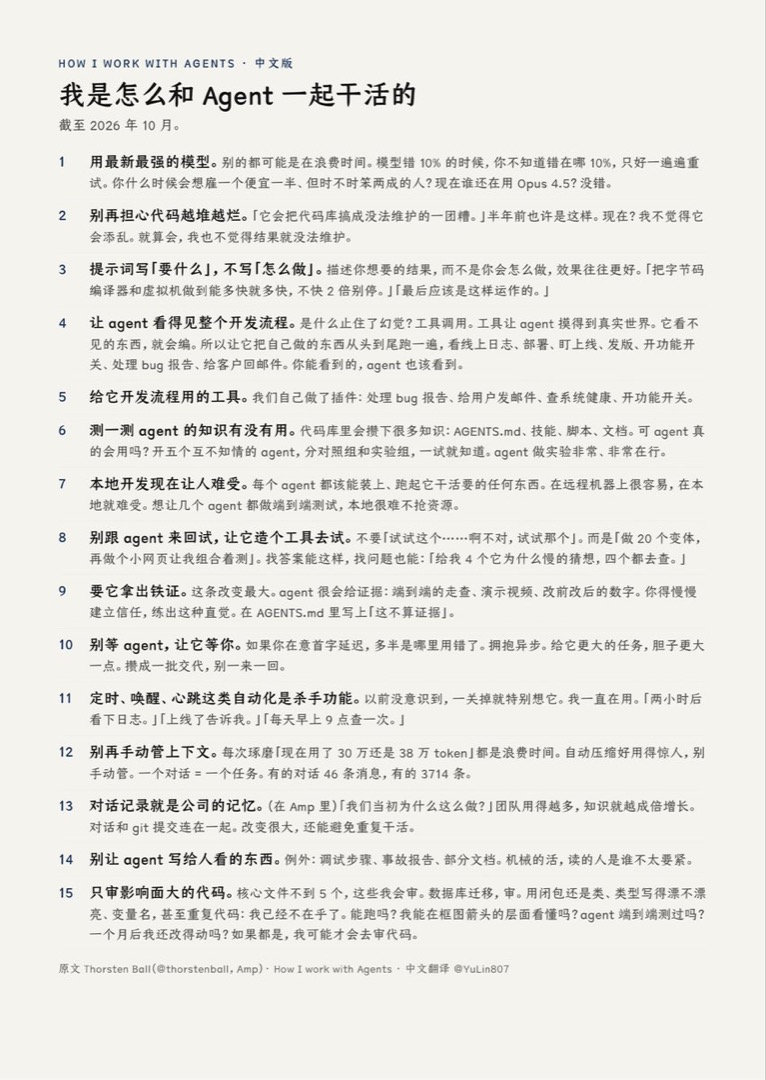 HOW I WORK WITH AGENTS · 中文版
我是怎么和 Agent 一起干活的
截至 2026 年 10 月。
1 用最新最强的模型。别的都可能是在浪费时间。模型错 10% 的时候，你不知道错在哪 10%，只好一遍遍重
试。你什么时候会想雇一个便宜一半、但时不时笨两成的人？现在谁还在用 Opus 4.5？没错。
2 别再担心代码越堆越烂。「它会把代码库搞成没法维护的一团糟。」半年前也许是这样。现在？我不觉得它
会添乱。就算会，我也不觉得结果就没法维护。
3 提示词写「要什么」，不写「怎么做」。描述你想要的结果，而不是你会怎么做，效果往往更好。「把字节码
编译器和虚拟机做到能多快就多快，不快 2 倍别停。」「最后应该是这样运作的。」
4 让 agent 看得见整个开发流程。是什么止住了幻觉？工具调用。工具让 agent 摸得到真实世界。它看不
见的东西，就会编。所以让它把自己做的东西从头到尾跑一遍，看线上日志、部署、盯上线、发版、开功能开
关、处理 bug 报告、给客户回邮件。你能看到的，agent 也该看到。
5 给它开发流程用的工具。我们自己做了插件：处理 bug 报告、给用户发邮件、查系统健康、开功能开关。
6 测一测 agent 的知识有没有用。代码库里会攒下很多知识：AGENTS.md、技能、脚本、文档。可 agent 真
的会用吗？开五个互不知情的 agent，分对照组和实验组，一试就知道。agent 做实验非常、非常在行。
7 本地开发现在让人难受。每个 agent 都该能装上、跑起它干活要的任何东西。在远程机器上很容易，在本
地就难受。想让几个 agent 都做端到端测试，本地很难不抢资源。
8 别跟 agent 来回试，让它造个工具去试。不要「试试这个……啊不对，试试那个」。而是「做 20 个变体，
再做个小网页让我组合着测」。找答案能这样，找问题也能：「给我 4 个它为什么慢的猜想，四个都去查。」
9 要它拿出铁证。这条改变最大。agent 很会给证据：端到端的走查、演示视频、改前改后的数字。你得慢慢
建立信任，练出这种直觉。在 AGENTS.md 里写上「这不算证据」。
10 别等 agent，让它等你。如果你在意首字延迟，多半是哪里用错了。拥抱异步。给它更大的任务，胆子更大
一点。攒成一批交代，别一来一回。
11 定时、唤醒、心跳这类自动化是杀手功能。以前没意识到，一关掉就特别想它。我一直在用。「两小时后
看下日志。」「上线了告诉我。」「每天早上 9 点查一次。」
12 别再手动管上下文。每次琢磨「现在用了 30 万还是 38 万 token」都是浪费时间。自动压缩好用得惊人，别
手动管。一个对话 = 一个任务。有的对话 46 条消息，有的 3714 条。
13 对话记录就是公司的记忆。（在 Amp 里）「我们当初为什么这么做？」团队用得越多，知识就越成倍增长。
对话和 git 提交连在一起。改变很大，还能避免重复干活。
14 别让 agent 写给人看的东西。例外：调试步骤、事故报告、部分文档。机械的活，读的人是谁不太要紧。
15 只审影响面大的代码。核心文件不到 5 个，这些我会审。数据库迁移，审。用闭包还是类、类型写得漂不漂
亮、变量名，甚至重复代码：我已经不在乎了。能跑吗？我能在框图箭头的层面看懂吗？agent 端到端测过吗？
一个月后我还改得动吗？如果都是，我可能才会去审代码。
原文 Thorsten Ball（@thorstenball，Amp）· How I work with Agents · 中文翻译 @YuLin807